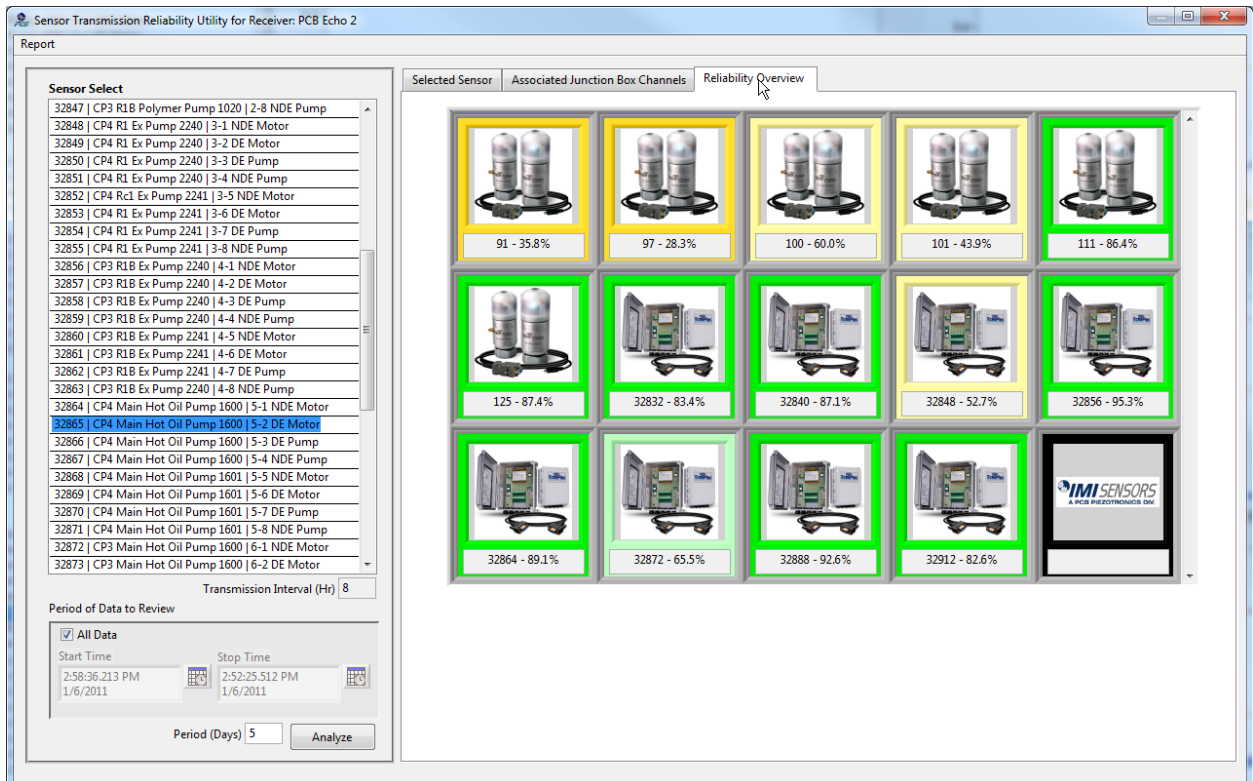 Sensor Transmission Reliability Utility for Receiver: PCB Echo 2
Report
Sensor Select
32847 | CP3 R1B Polymer Pump 1020 | 2-8 NDE Pump
32848 | CP4 R1 Ex Pump 2240 | 3-1 NDE Motor
32849 | CP4 R1 Ex Pump 2240 | 3-2 DE Motor
32850 | CP4 R1 Ex Pump 2240 | 3-3 DE Pump
32851 | CP4 R1 Ex Pump 2240 | 3-4 NDE Pump
32852 | CP4 Rc1 Ex Pump 2241 | 3-5 NDE Motor
32853 | CP4 R1 Ex Pump 2241 | 3-6 DE Motor
32854 | CP4 R1 Ex Pump 2241 | 3-7 DE Pump
32855 | CP4 R1 Ex Pump 2241 | 3-8 NDE Pump
32856 | CP3 R1B Ex Pump 2240 | 4-1 NDE Motor
32857 | CP3 R1B Ex Pump 2240 | 4-2 DE Motor
32858 | CP3 R1B Ex Pump 2240 | 4-3 DE Pump
32859 | CP3 R1B Ex Pump 2240 | 4-4 NDE Pump
32860 | CP3 R1B Ex Pump 2241 | 4-5 NDE Motor
32861 | CP3 R1B Ex Pump 2241 | 4-6 DE Motor
32862 | CP3 R1B Ex Pump 2241 | 4-7 DE Pump
32863 | CP3 R1B Ex Pump 2240 | 4-8 NDE Pump
32864 | CP4 Main Hot Oil Pump 1600 | 5-1 NDE Motor
32865 | CP4 Main Hot Oil Pump 1600 | 5-2 DE Motor
32866 | CP4 Main Hot Oil Pump 1600 | 5-3 DE Pump
32867 | CP4 Main Hot Oil Pump 1600 | 5-4 NDE Pump
32868 | CP4 Main Hot Oil Pump 1601 | 5-5 NDE Motor
32869 | CP4 Main Hot Oil Pump 1601 | 5-6 DE Motor
32870 | CP4 Main Hot Oil Pump 1601 | 5-7 DE Pump
32871 | CP4 Main Hot Oil Pump 1601 | 5-8 NDE Pump
32872 | CP3 Main Hot Oil Pump 1600 | 6-1 NDE Motor
32873 | CP3 Main Hot Oil Pump 1600 | 6-2 DE Motor
Transmission Interval (Hr) 8
Period of Data to Review
All Data
Start Time Stop Time
2:58:36.213 PM 2:52:25.512 PM
1/6/2011 1/6/2011
Period (Days) 5 Analyze
Selected Sensor Associated Junction Box Channels Reliability Overview
91 - 35.8% 97 - 28.3% 100 - 60.0% 101 - 43.9% 111 - 86.4%
125 - 87.4% 32832 - 83.4% 32840 - 87.1% 32848 - 52.7% 32856 - 95.3%
IMI SENSORS
A PCB PIEZOTRONICS DIV.
32864 - 89.1% 32872 - 65.5% 32888 - 92.6% 32912 - 82.6%